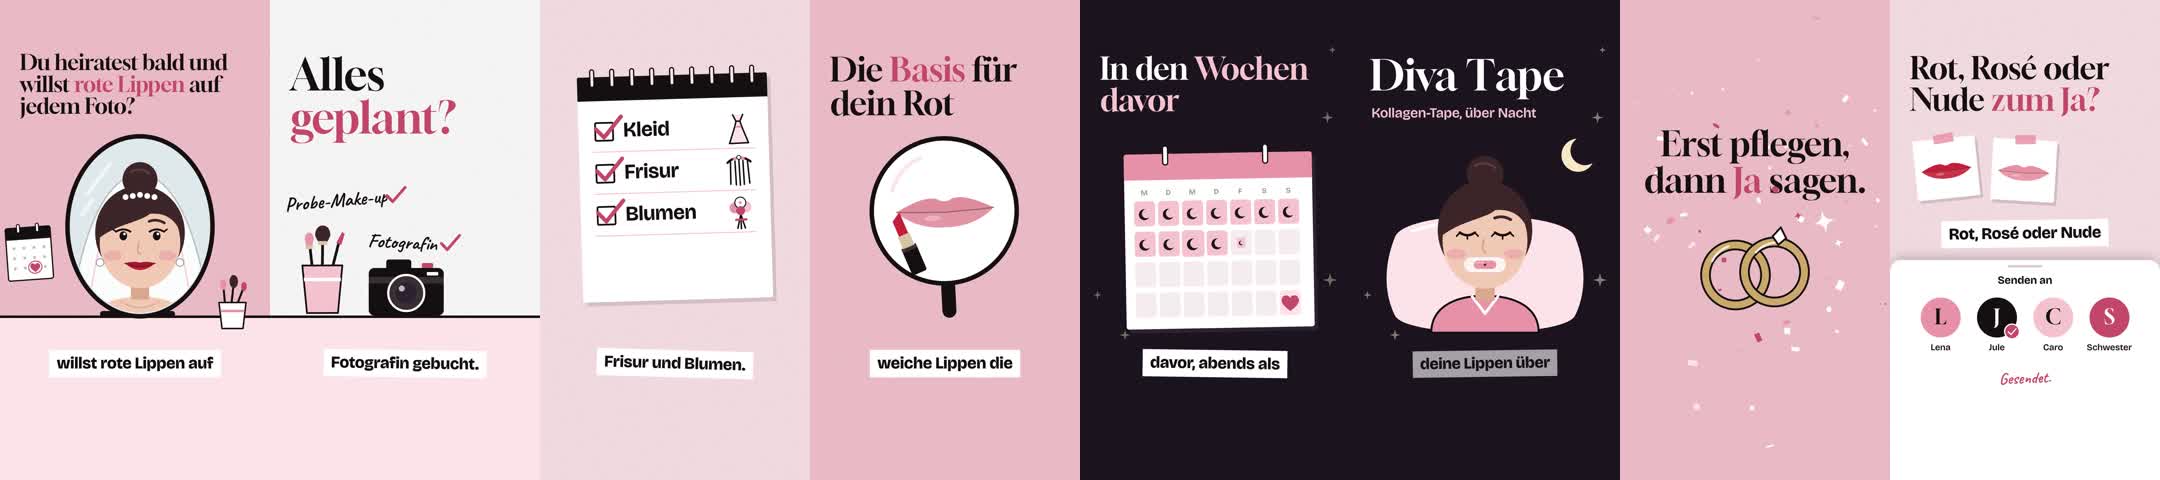 Du heiratest bald und
willst rote Lippen auf
jedem Foto?
willst rote Lippen auf
Alles
geplant?
Probe-Make-up
Fotografin
Fotografin gebucht.
Kleid
Frisur
Blumen
Frisur und Blumen.
Die Basis für
dein Rot
weiche Lippen die
In den Wochen
davor
M D M D F S S
davor, abends als
Diva Tape
Kollagen-Tape, über Nacht
deine Lippen über
Erst pflegen,
dann Ja sagen.
Rot, Rosé oder
Nude zum Ja?
Rot, Rosé oder Nude
Senden an
L J C S
Lena Jule Caro Schwester
Gesendet.